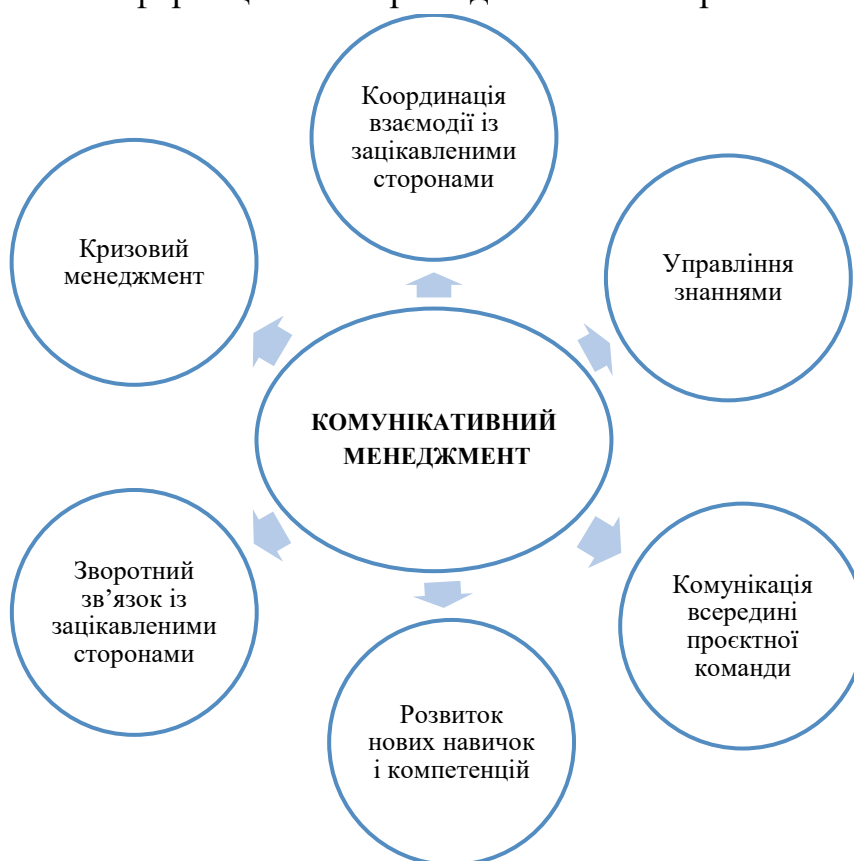 Координація
взаємодії із
зацікавленими
сторонами
Кризовий
менеджмент
Управління
знаннями
КОМУНІКАТИВНИЙ
МЕНЕДЖМЕНТ
Зворотний
зв’язок із
зацікавленими
сторонами
Комунікація
всередині
проєктної
команди
Розвиток
нових навичок
і компетенцій